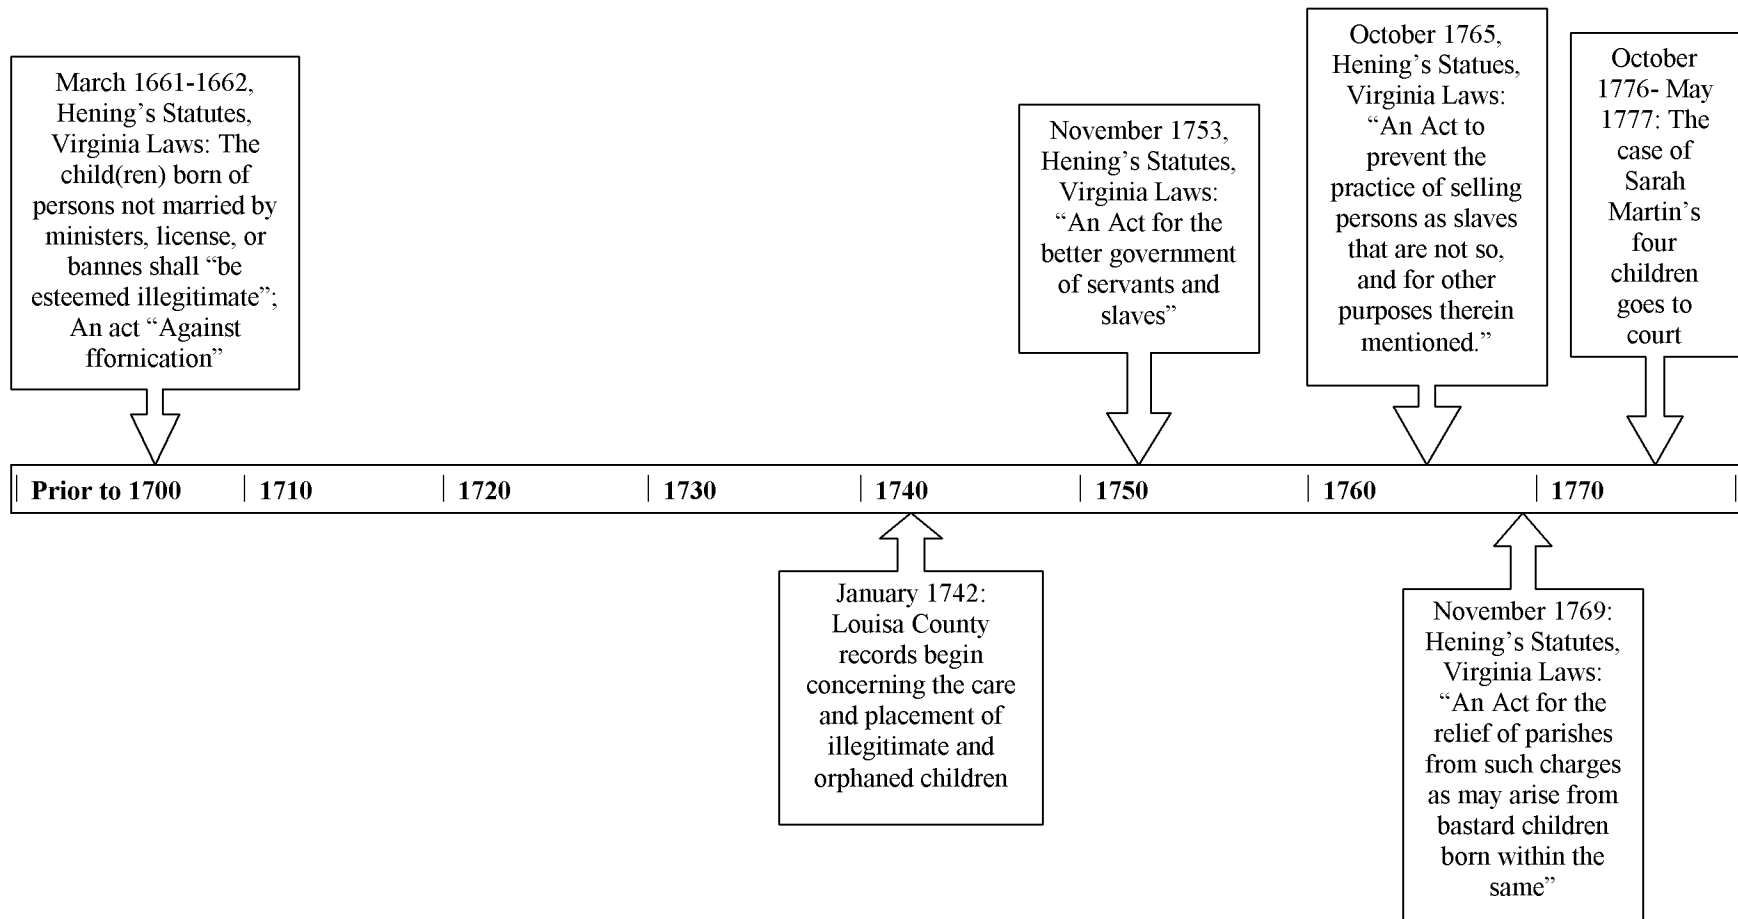 March 1661-1662,
Hening’s Statutes,
Virginia Laws: The
child(ren) born of
persons not married by
ministers, license, or
bannes shall “be
esteemed illegitimate”;
An act “Against
ffornication”
November 1753,
Hening’s Statutes,
Virginia Laws:
“An Act for the
better government
of servants and
slaves”
October 1765,
Hening’s Statues,
Virginia Laws:
“An Act to
prevent the
practice of selling
persons as slaves
that are not so,
and for other
purposes therein
mentioned.”
October
1776- May
1777: The
case of
Sarah
Martin’s
four
children
goes to
court
| Prior to 1700 | 1710 | 1720 | 1730 | 1740 | 1750 | 1760 | 1770 |
January 1742:
Louisa County
records begin
concerning the care
and placement of
illegitimate and
orphaned children
November 1769:
Hening’s Statutes,
Virginia Laws:
“An Act for the
relief of parishes
from such charges
as may arise from
bastard children
born within the
same”